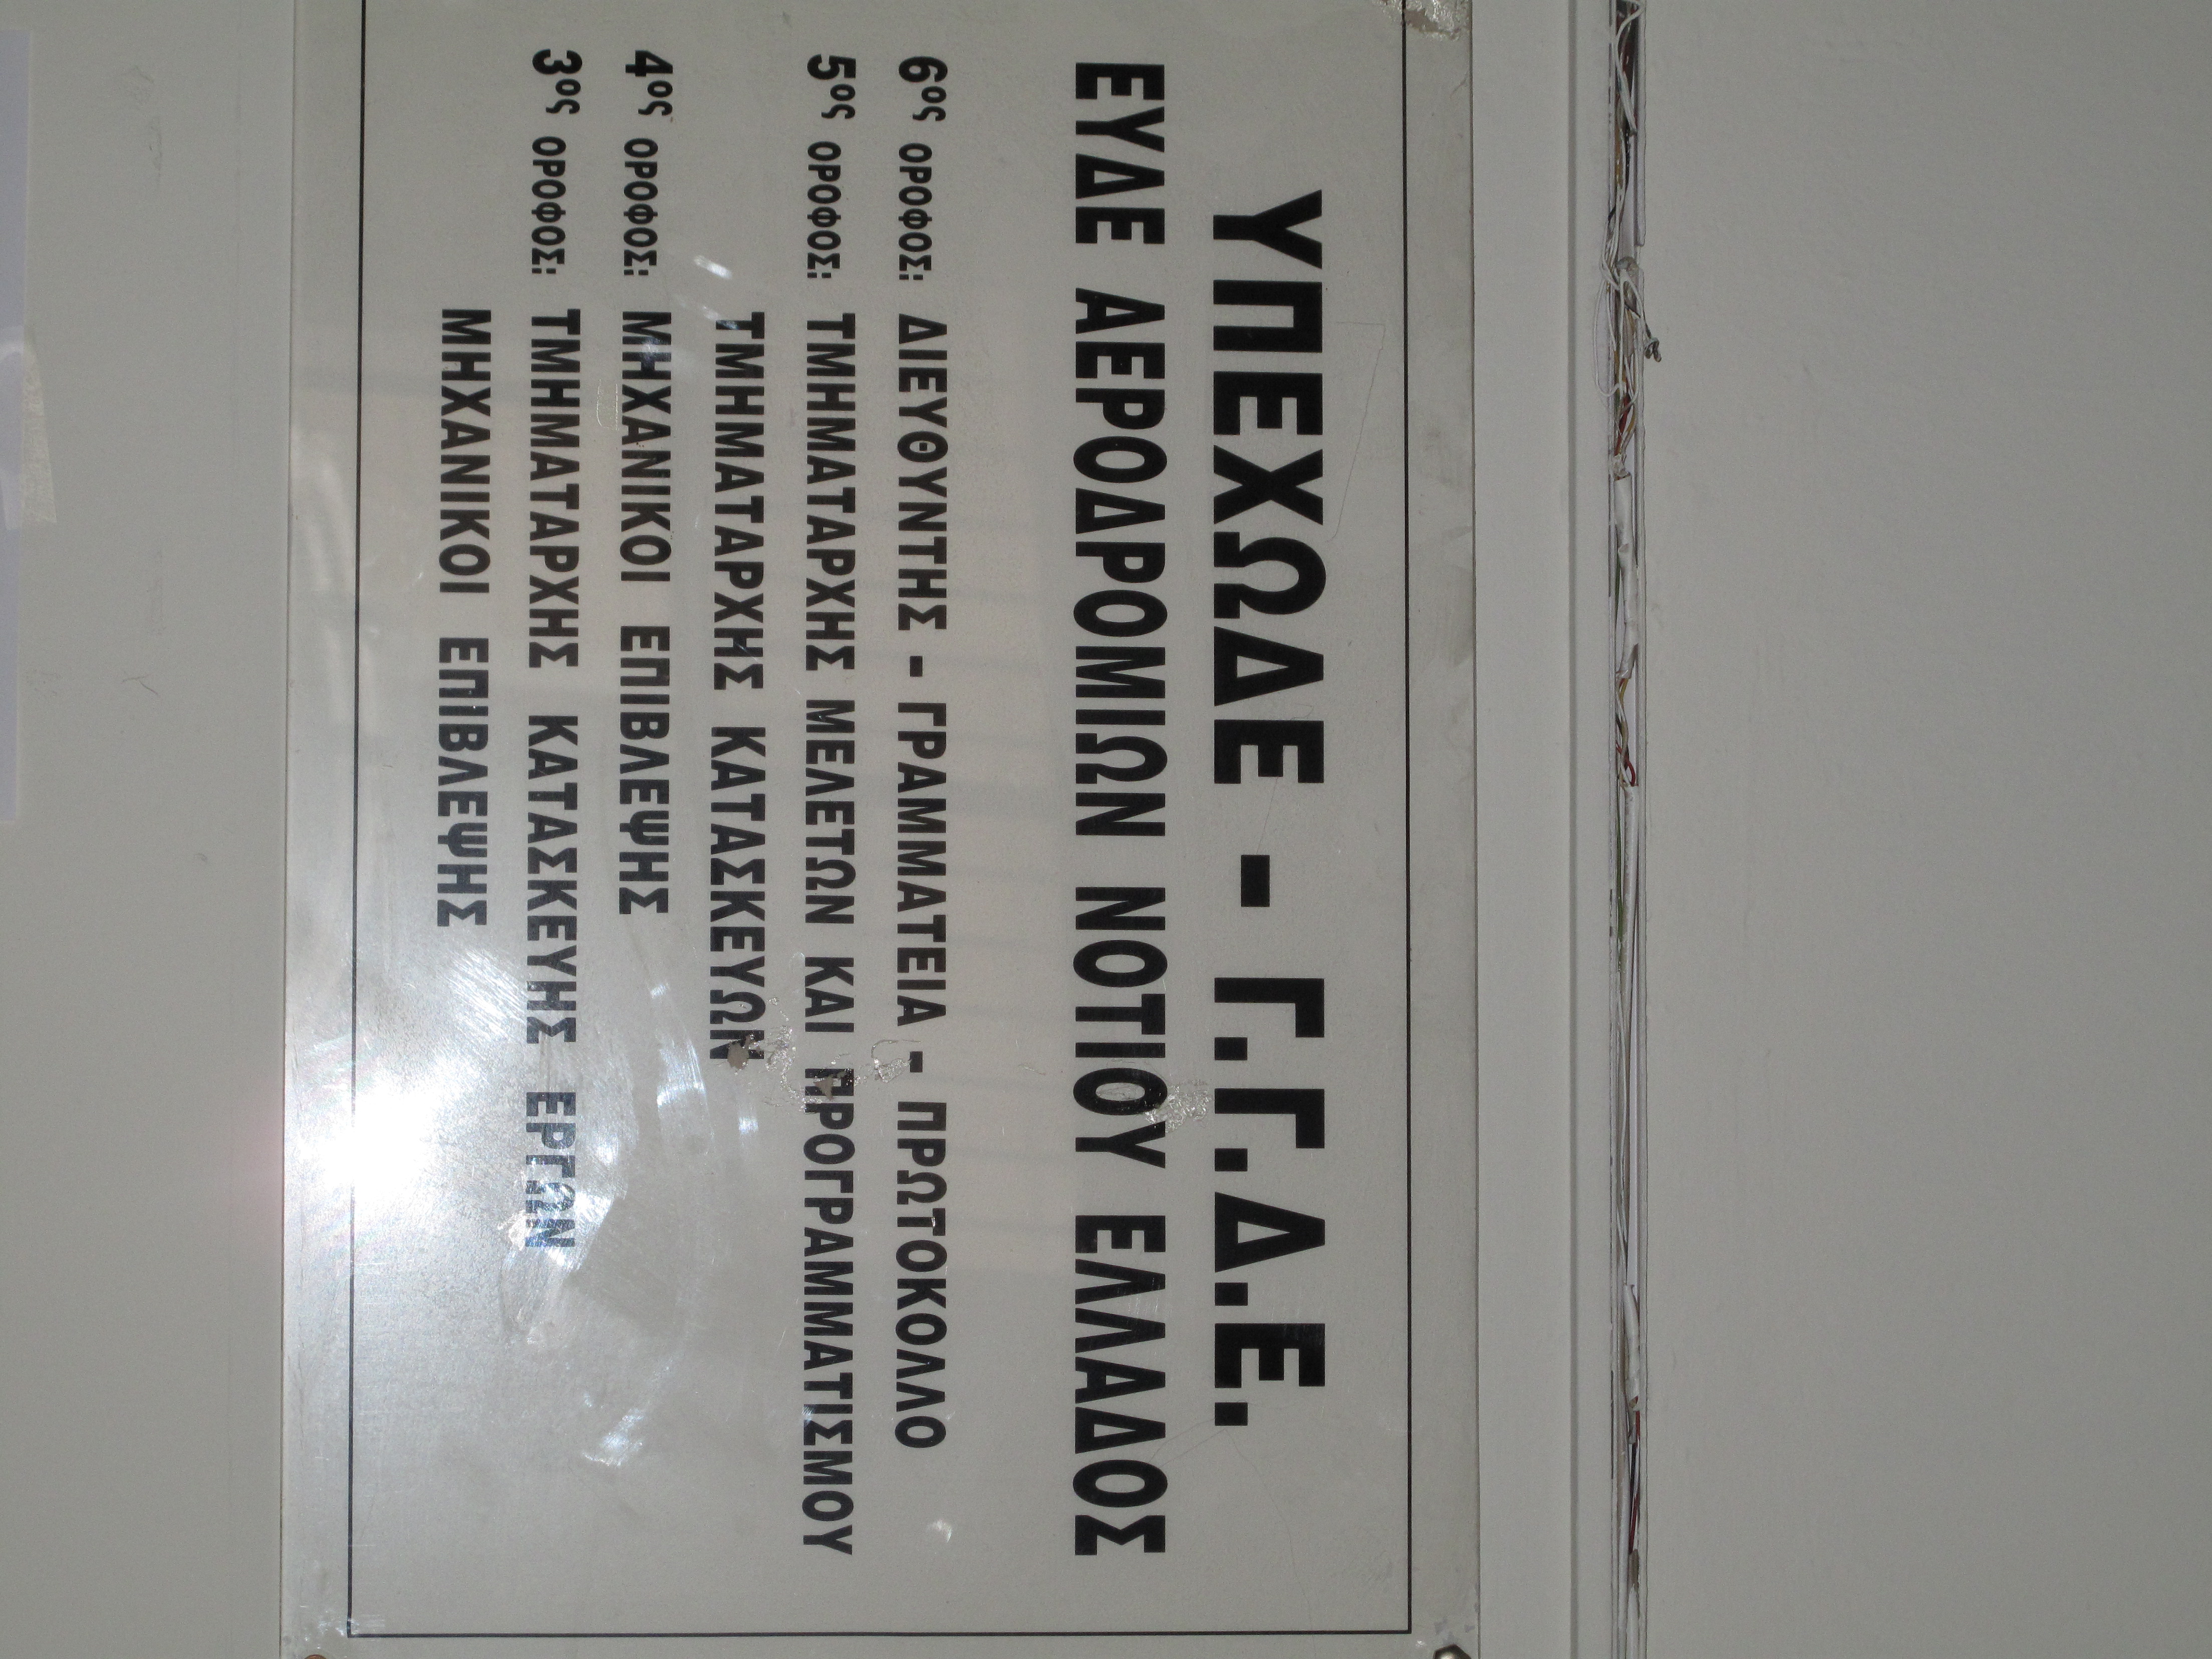 ΥΠΕΧΩΔΕ - Γ.Γ.Δ.Ε.
ΕΥΔΕ ΑΕΡΟΔΡΟΜΙΩΝ ΝΟΤΙΟΥ ΕΛΛΑΔΟΣ
6ος ΟΡΟΦΟΣ: ΔΙΕΥΘΥΝΤΗΣ - ΓΡΑΜΜΑΤΕΙΑ - ΠΡΩΤΟΚΟΛΛΟ
5ος ΟΡΟΦΟΣ: ΤΜΗΜΑΤΑΡΧΗΣ ΜΕΛΕΤΩΝ ΚΑΙ ΠΡΟΓΡΑΜΜΑΤΙΣΜΟΥ
ΤΜΗΜΑΤΑΡΧΗΣ ΚΑΤΑΣΚΕΥΩΝ
4ος ΟΡΟΦΟΣ: ΜΗΧΑΝΙΚΟΙ ΕΠΙΒΛΕΨΗΣ
3ος ΟΡΟΦΟΣ: ΤΜΗΜΑΤΑΡΧΗΣ ΚΑΤΑΣΚΕΥΗΣ ΕΡΓΩΝ
ΜΗΧΑΝΙΚΟΙ ΕΠΙΒΛΕΨΗΣ